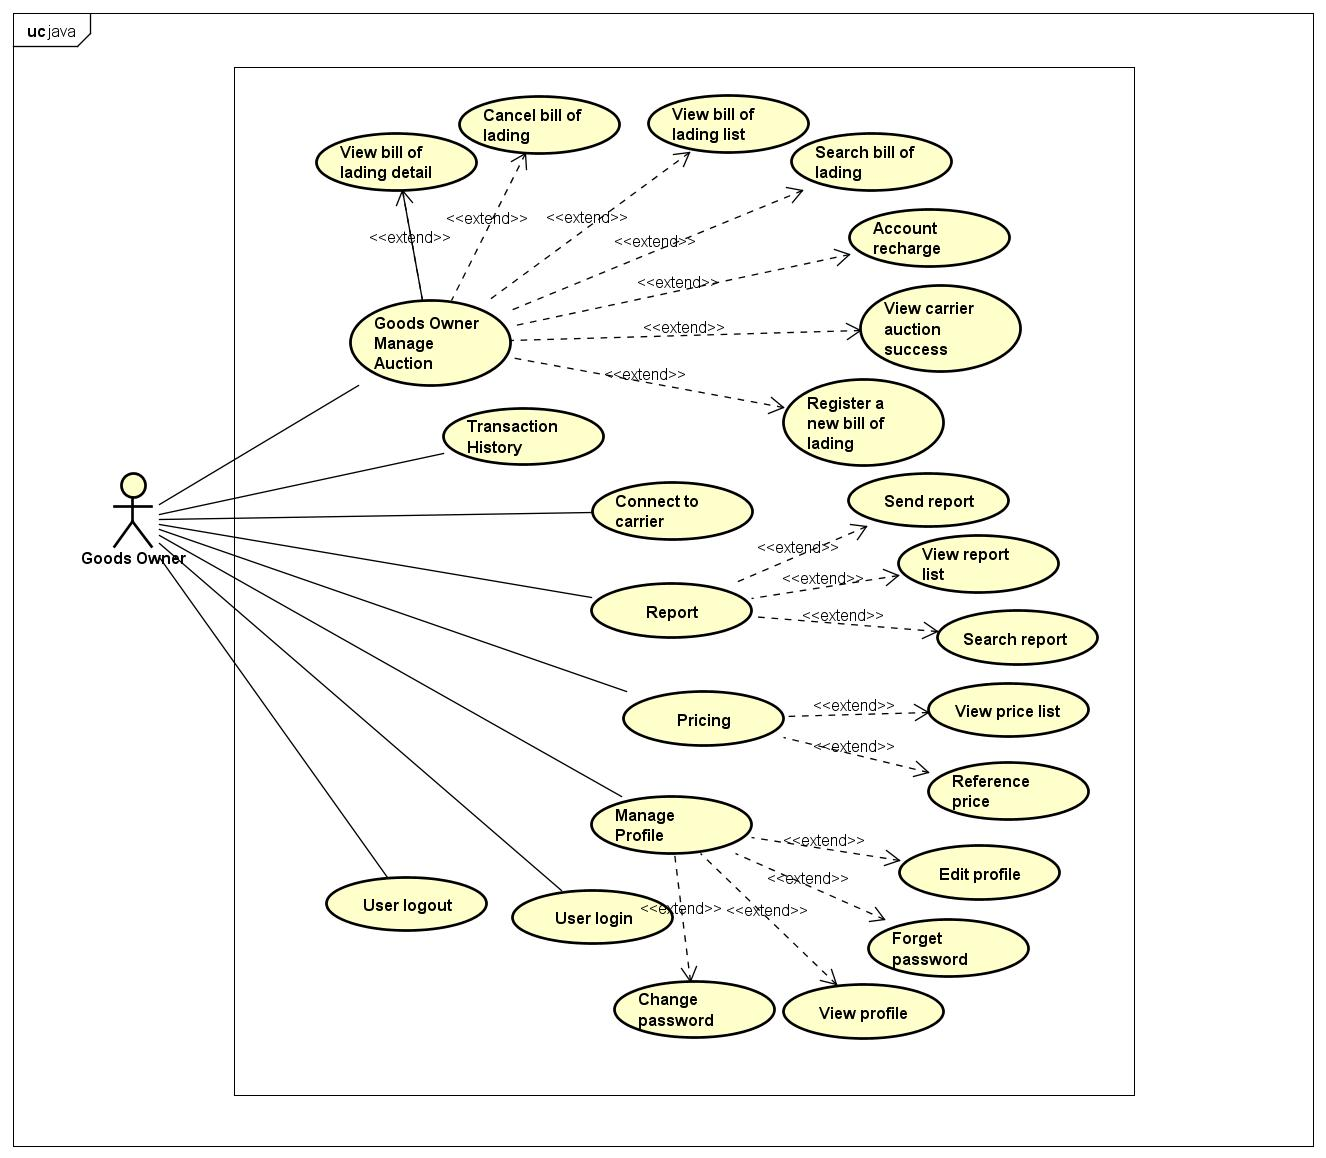 uc java
Cancel bill of
lading
View bill of
lading list
View bill of
lading detail
Search bill of
lading
<<extend>>
<<extend>>
<<extend>>
<<extend>>
Account
recharge
<<extend>>
Goods Owner
Manage
Auction
<<extend>>
View carrier
auction
success
<<extend>>
Register a
new bill of
lading
Transaction
History
Connect to
carrier
Send report
Goods Owner
<<extend>>
View report
list
<<extend>>
Report
<<extend>>
Search report
Pricing
<<extend>>
View price list
<<extend>>
Reference
price
Manage
Profile
<<extend>>
Edit profile
<<extend>>
User logout
User login
<<extend>>
<<extend>>
Forget
password
Change
password
View profile